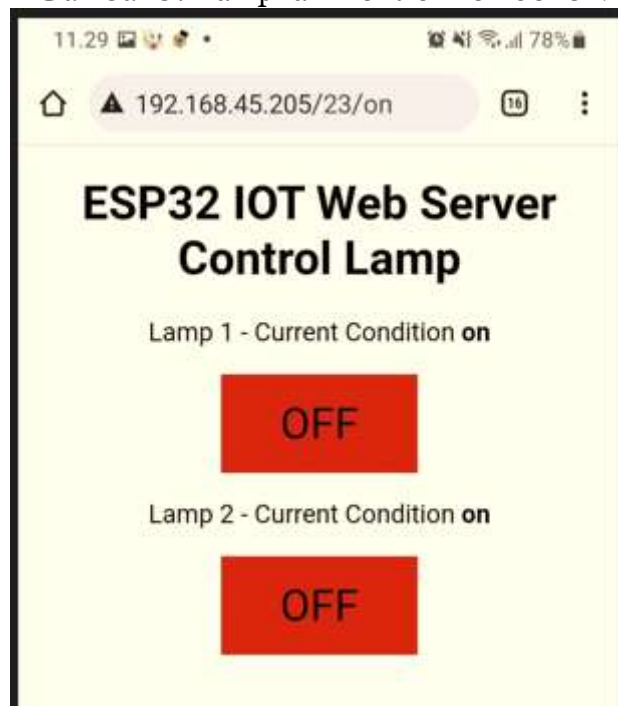 11.29 78%
192.168.45.205/23/on 16
ESP32 IOT Web Server
Control Lamp
Lamp 1 - Current Condition on
OFF
Lamp 2 - Current Condition on
OFF